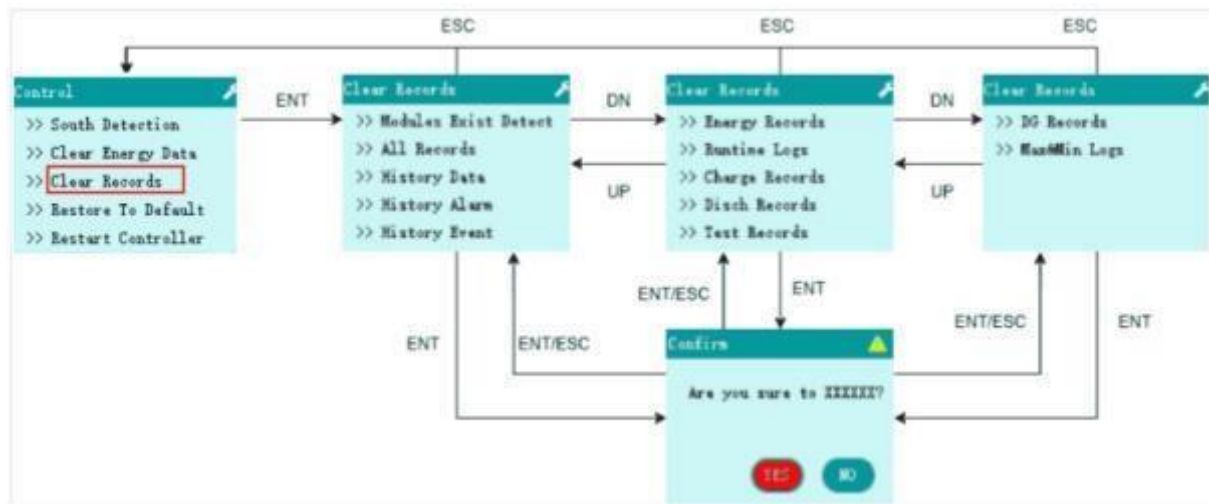 ESC
ESC
ESC
Control
>> South Detection
>> Clear Energy Data
>> Clear Records
>> Restore To Default
>> Restart Controller
ENT
Clear Records
>> Modules Exist Detect
>> All Records
>> History Data
>> History Alarm
>> History Event
DN
UP
Clear Records
>> Energy Records
>> Runtime Logs
>> Charge Records
>> Disch Records
>> Test Records
DN
UP
Clear Records
>> DG Records
>> Max&Min Logs
ENT
ENT/ESC
ENT/ESC
ENT
ENT/ESC
ENT
Confirm
Are you sure to XXXXXX?
YES
NO